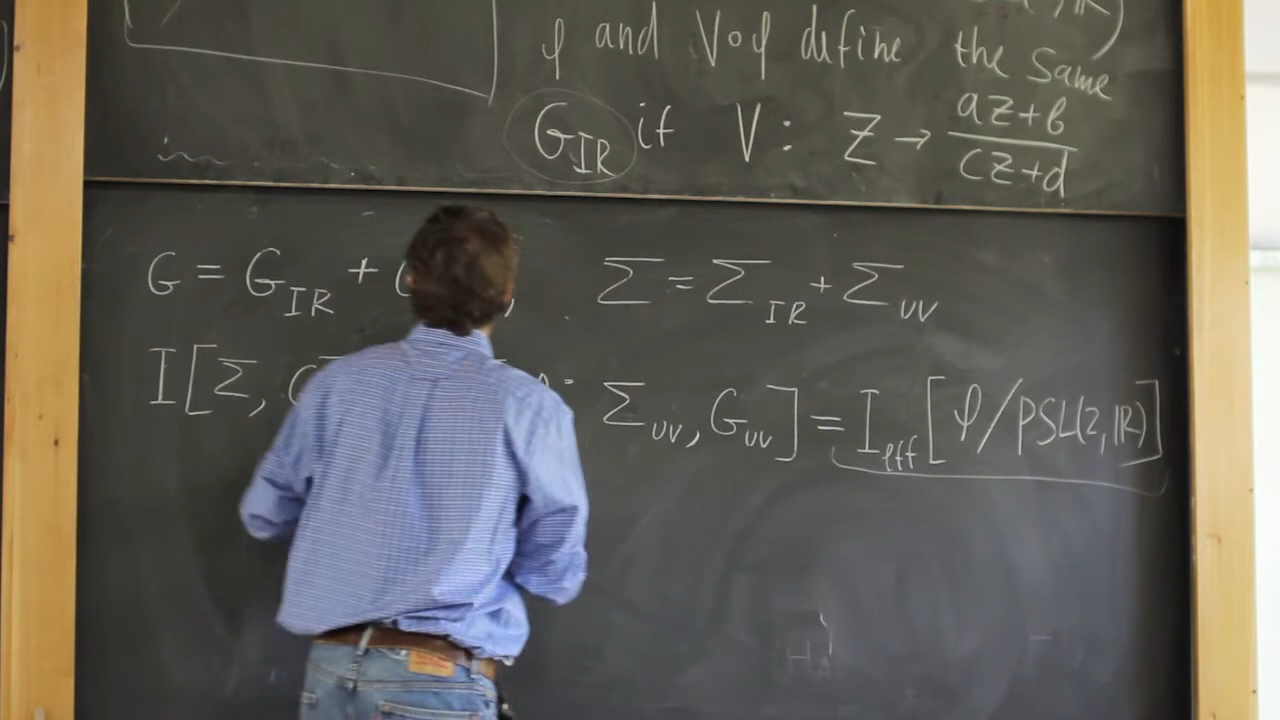 , ℝ)
φ and V∘φ define the same
G_IR if V: Z → (az+b)/(cz+d)
G = G_IR + , Σ = Σ_IR + Σ_UV
I[Σ, G Σ_UV, G_UV] = I_eff[φ/PSL(2,ℝ)]